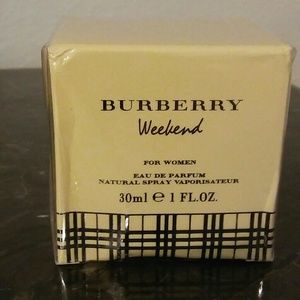 BURBERRY
Weekend
FOR WOMEN
EAU DE PARFUM
NATURAL SPRAY VAPORISATEUR
30ml e 1 FL.OZ.